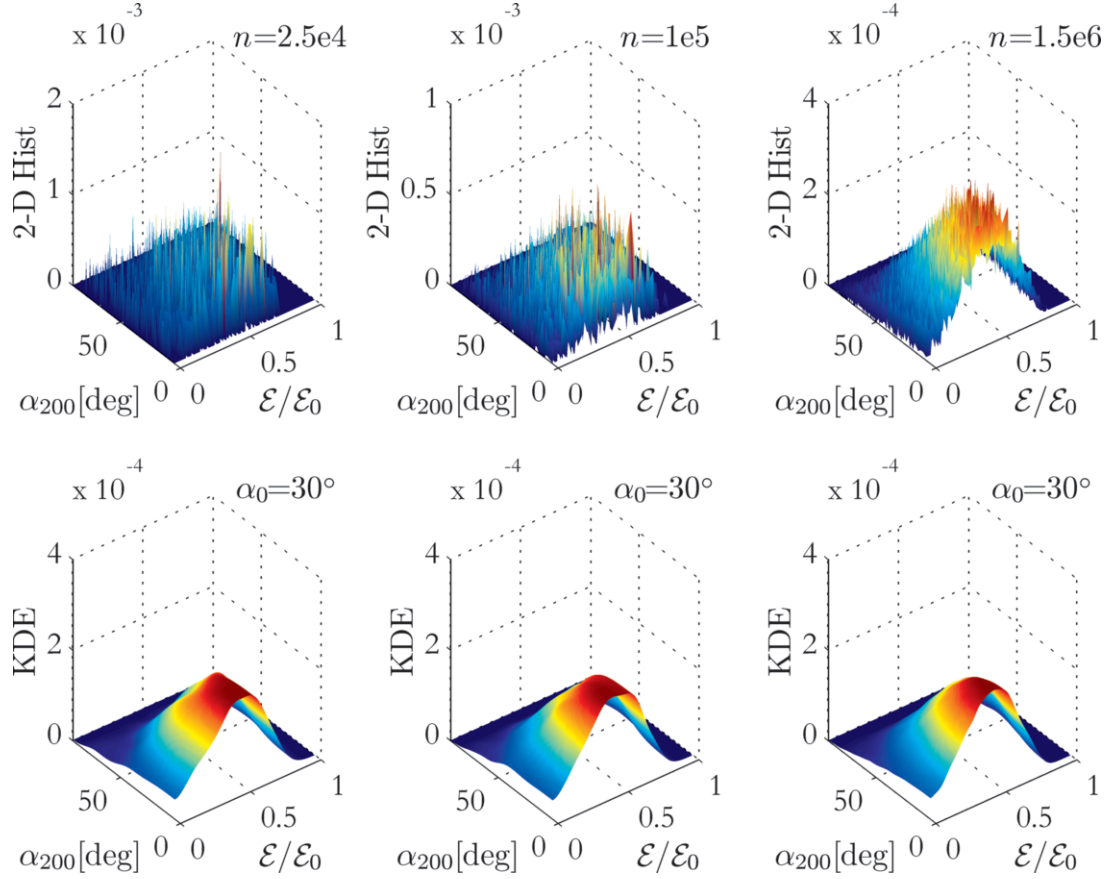 x 10-3 n=2.5e4
2
1
0
2-D Hist
50
0 0
0.5
1
α200[deg] ℰ/ℰ0
x 10-3 n=1e5
1
0.5
0
2-D Hist
50
0 0
0.5
1
α200[deg] ℰ/ℰ0
x 10-4 n=1.5e6
4
2
0
2-D Hist
50
0 0
0.5
1
α200[deg] ℰ/ℰ0
x 10-4 α0=30°
4
2
0
KDE
50
0 0
0.5
1
α200[deg] ℰ/ℰ0
x 10-4 α0=30°
4
2
0
KDE
50
0 0
0.5
1
α200[deg] ℰ/ℰ0
x 10-4 α0=30°
4
2
0
KDE
50
0 0
0.5
1
α200[deg] ℰ/ℰ0